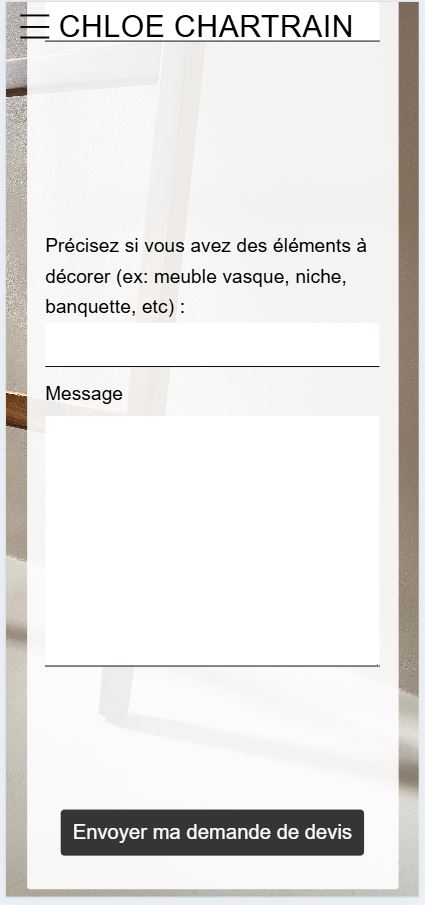 CHLOE CHARTRAIN
Précisez si vous avez des éléments à
décorer (ex: meuble vasque, niche,
banquette, etc) :
Message
Envoyer ma demande de devis